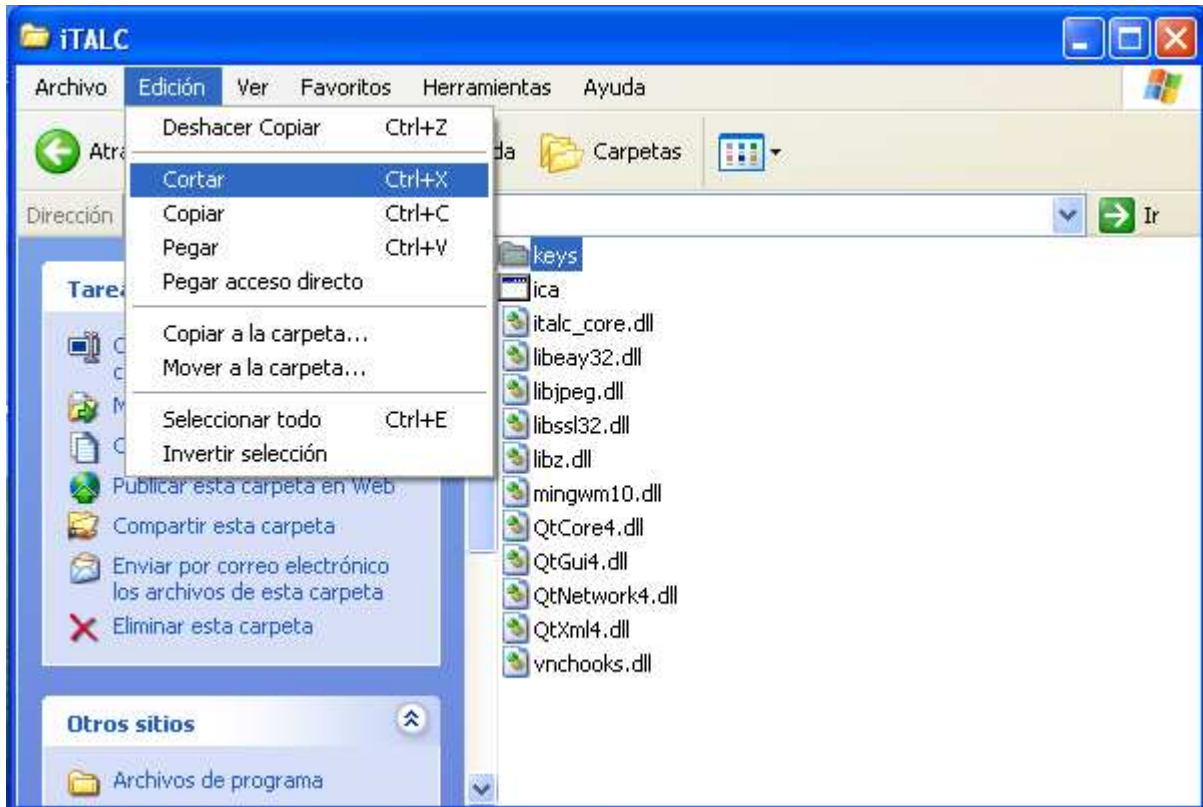 iTALC
Archivo Edición Ver Favoritos Herramientas Ayuda
Deshacer Copiar Ctrl+Z
Carpetas
Cortar Ctrl+X
Dirección
Ir
Copiar Ctrl+C
Pegar Ctrl+V
Pegar acceso directo
Copiar a la carpeta...
Mover a la carpeta...
Seleccionar todo Ctrl+E
Invertir selección
keys
ica
italc_core.dll
libeay32.dll
libjpeg.dll
libssl32.dll
libz.dll
mingwm10.dll
QtCore4.dll
QtGui4.dll
QtNetwork4.dll
QtXml4.dll
vnchooks.dll
Publicar esta carpeta en Web
Compartir esta carpeta
Enviar por correo electrónico
los archivos de esta carpeta
Eliminar esta carpeta
Otros sitios
Archivos de programa